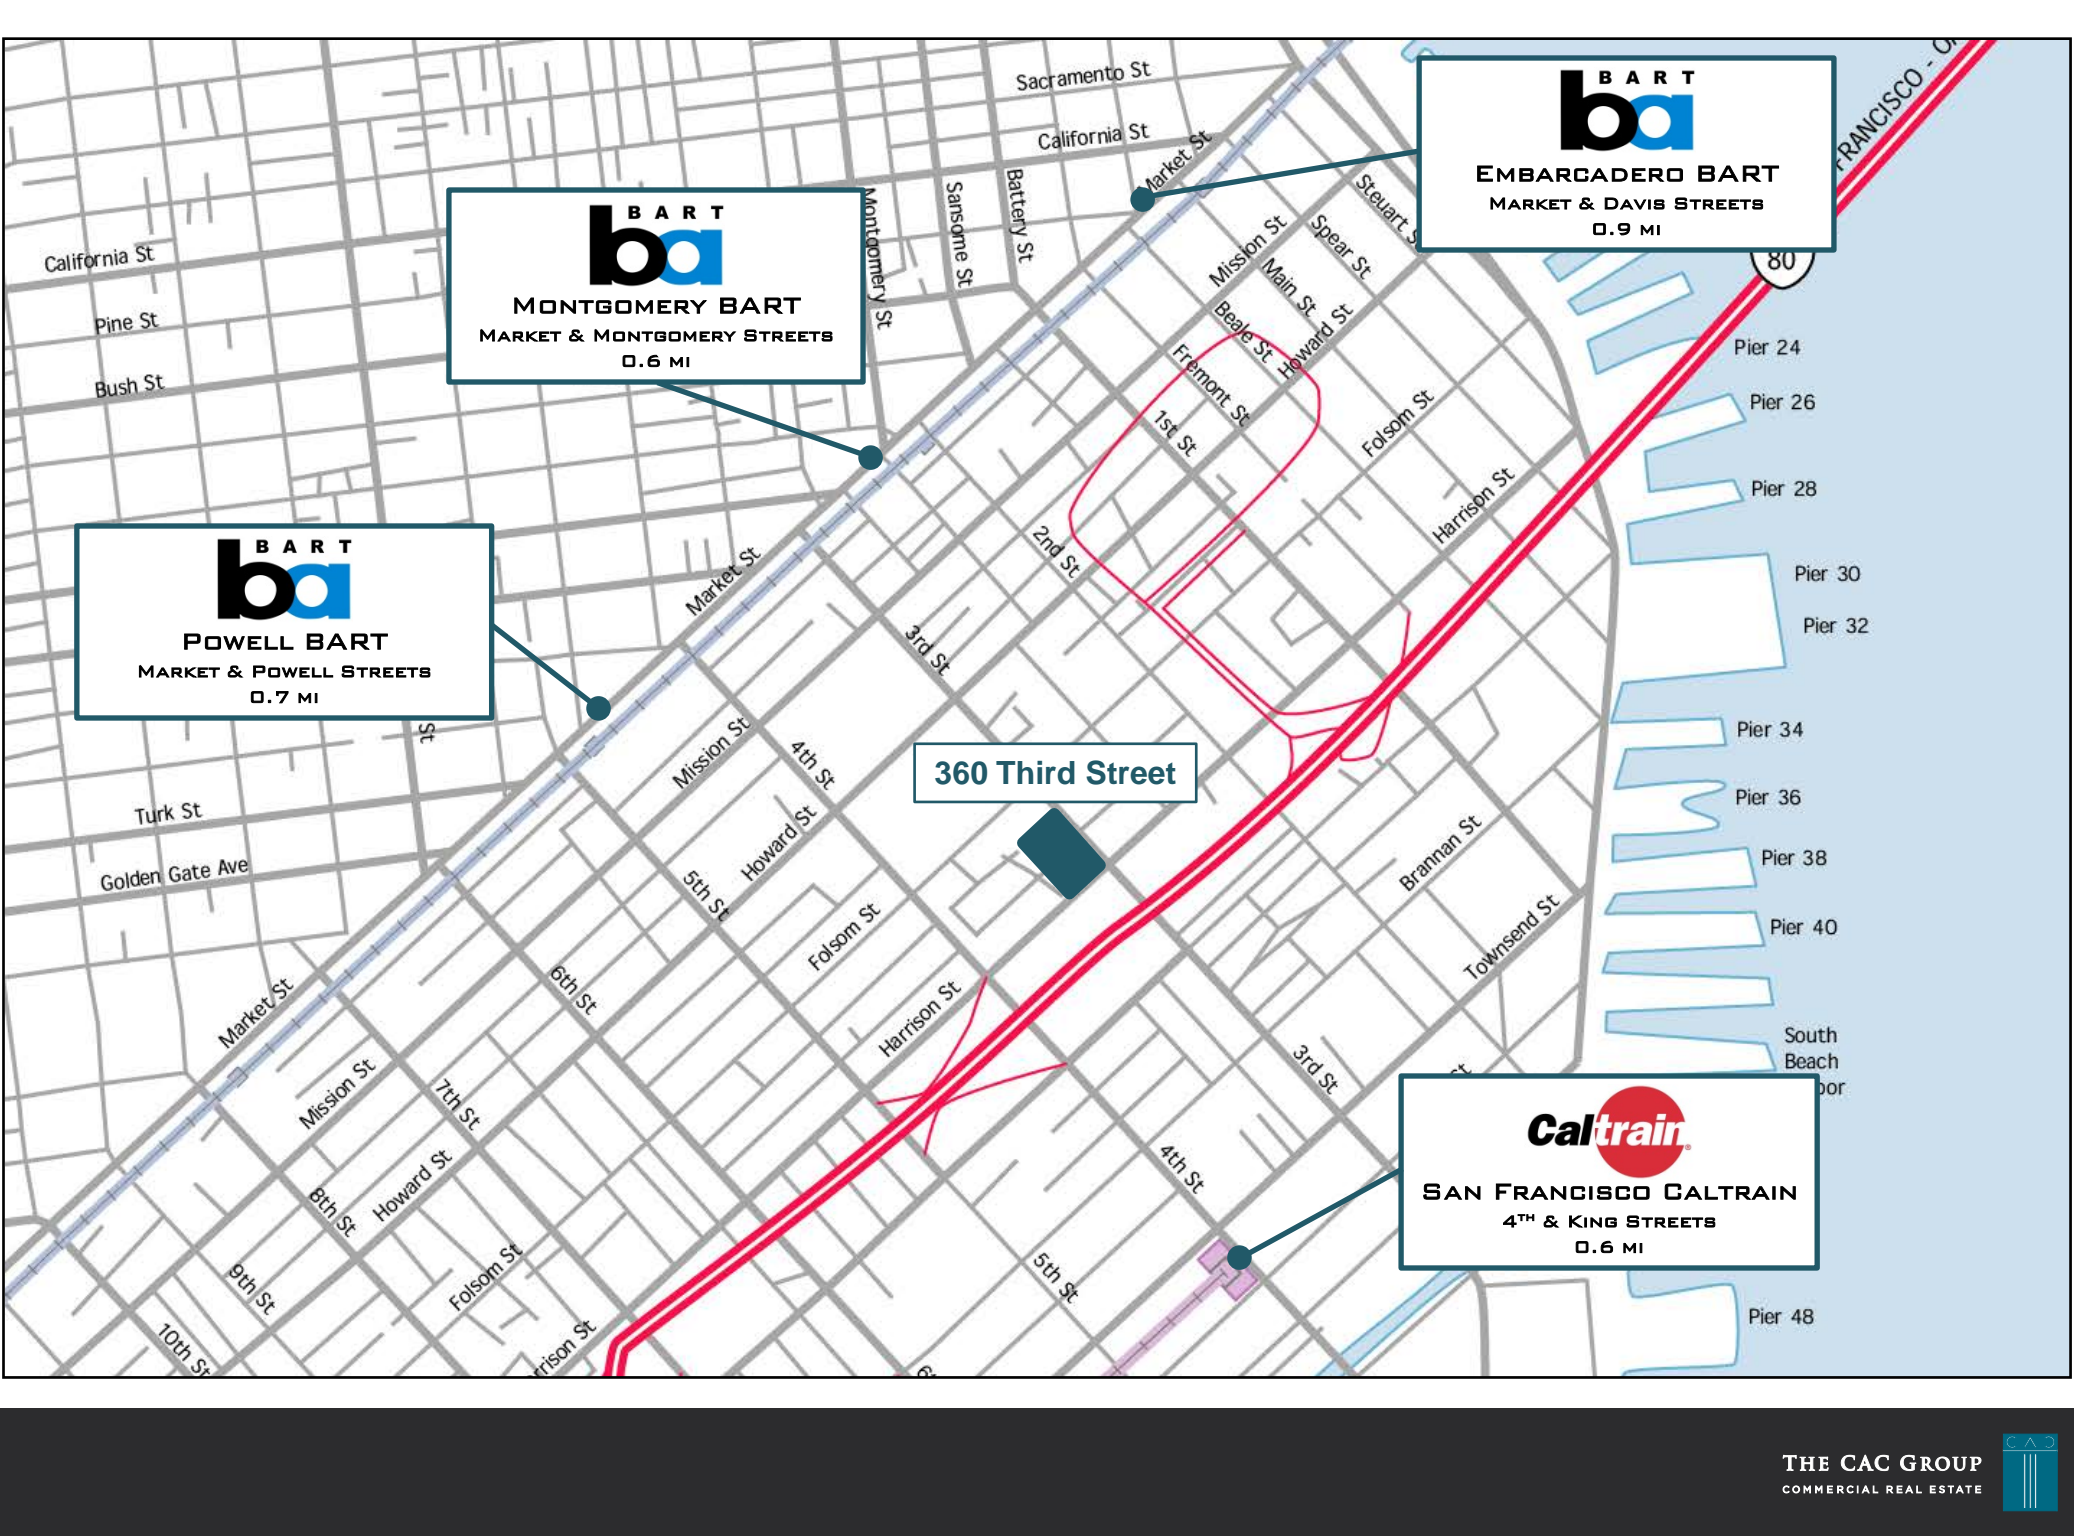 Sacramento St
California St
Market St
FRANCISCO -
BART
ba
EMBARCADERO BART
MARKET & DAVIS STREETS
0.9 MI
80
BART
ba
MONTGOMERY BART
MARKET & MONTGOMERY STREETS
0.6 MI
Montgomery St
Sansome St
Battery St
Steuart
Spear St
Mission St
Main St
Beale St
Howard St
Fremont St
1st St
Folsom St
Harrison St
2nd St
California St
Pine St
Bush St
Pier 24
Pier 26
Pier 28
Pier 30
Pier 32
Pier 34
Pier 36
Pier 38
Pier 40
BART
ba
POWELL BART
MARKET & POWELL STREETS
0.7 MI
Market St
3rd St
St
Mission St
4th St
360 Third Street
Turk St
Golden Gate Ave
Howard St
5th St
Folsom St
Brannan St
Townsend St
6th St
Harrison St
Market St
Mission St
7th St
3rd St
South
Beach
Caltrain
SAN FRANCISCO CALTRAIN
4TH & KING STREETS
0.6 MI
4th St
Howard St
8th St
5th St
Folsom St
9th St
10th St
rrison St
Pier 48
CAC
THE CAC GROUP
COMMERCIAL REAL ESTATE